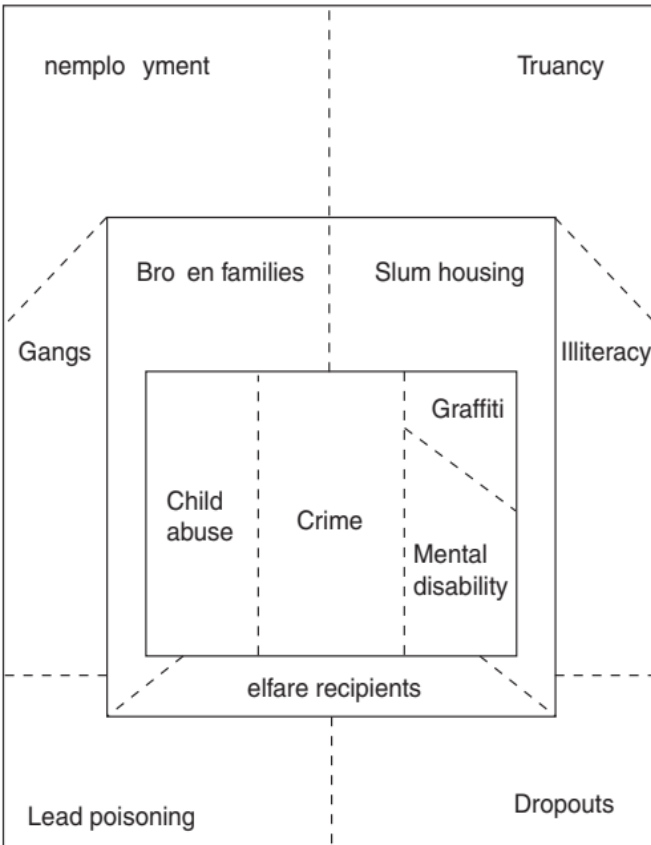 nemplo yment
Truancy
Bro en families
Slum housing
Gangs
Illiteracy
Graffiti
Child
abuse
Crime
Mental
disability
elfare recipients
Lead poisoning
Dropouts